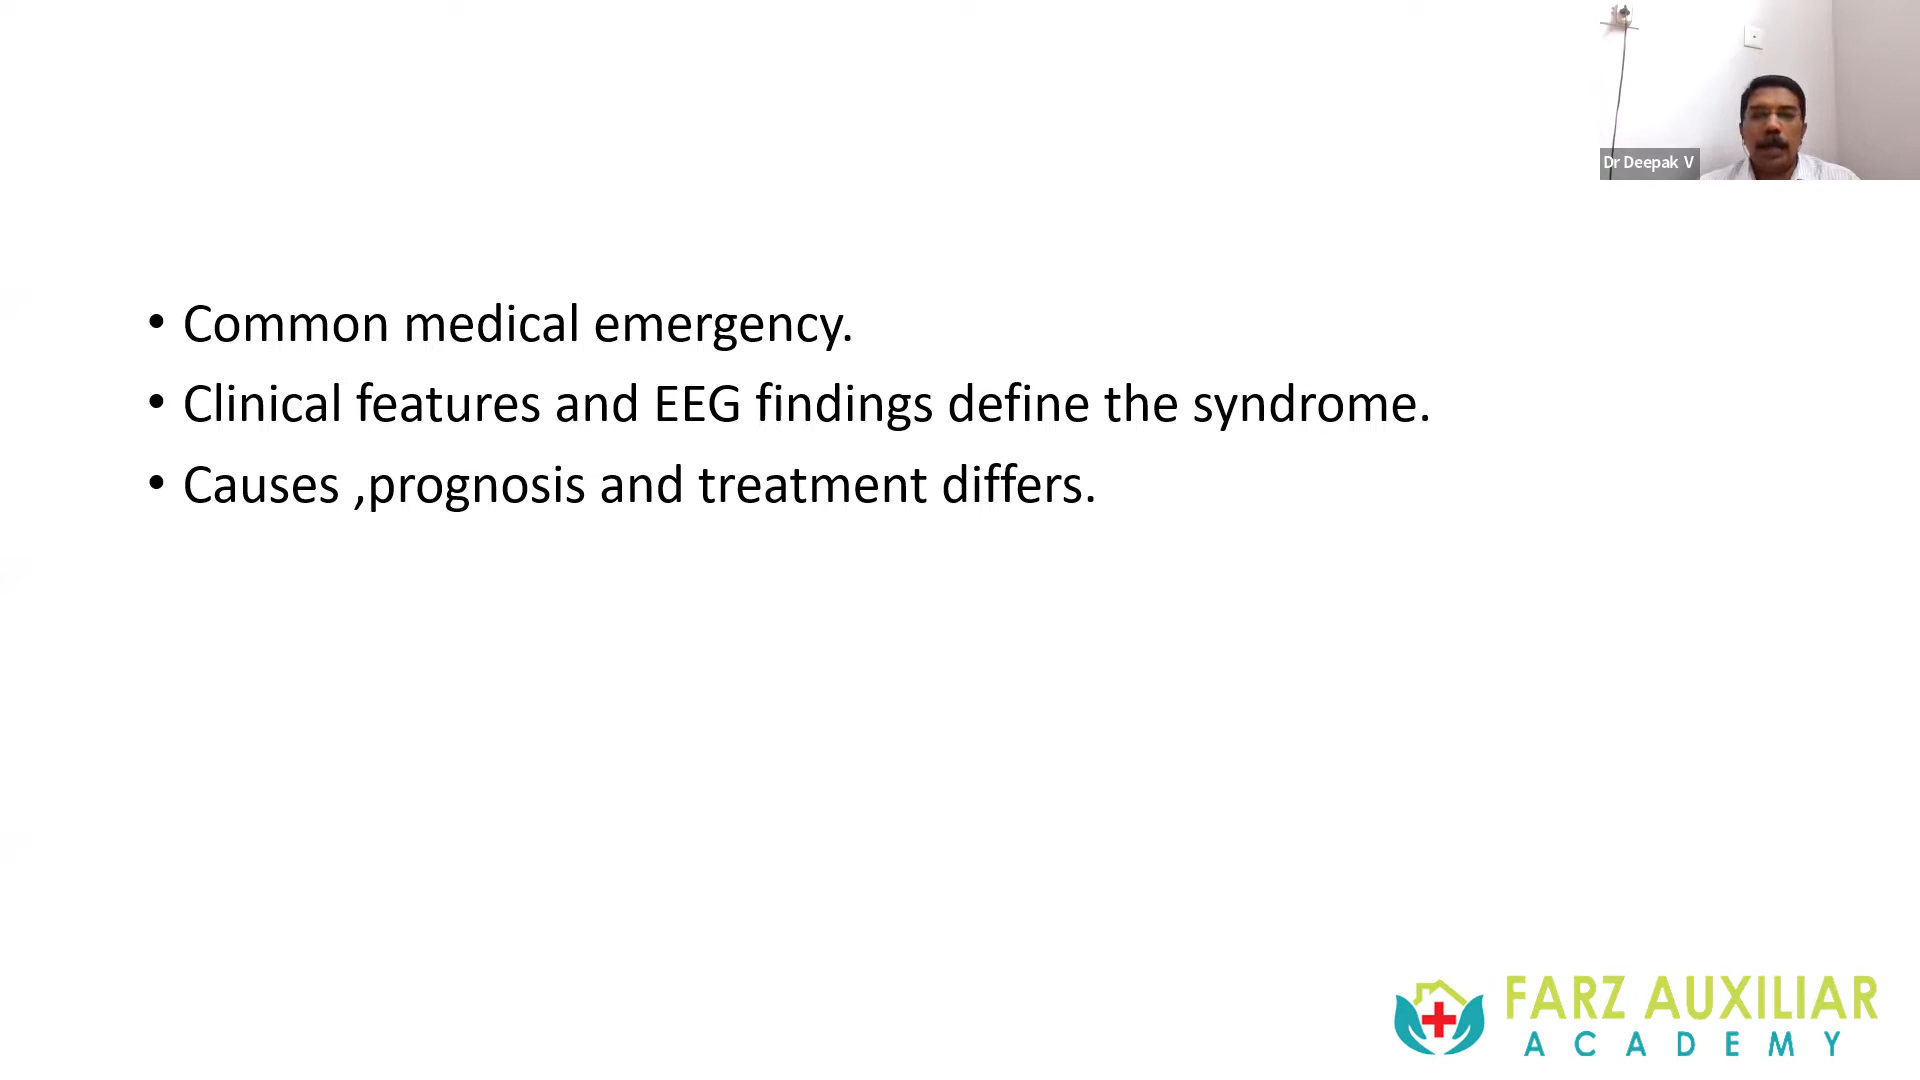 Dr Deepak V
• Common medical emergency.
• Clinical features and EEG findings define the syndrome.
• Causes ,prognosis and treatment differs.
FARZ AUXILIAR
ACADEMY